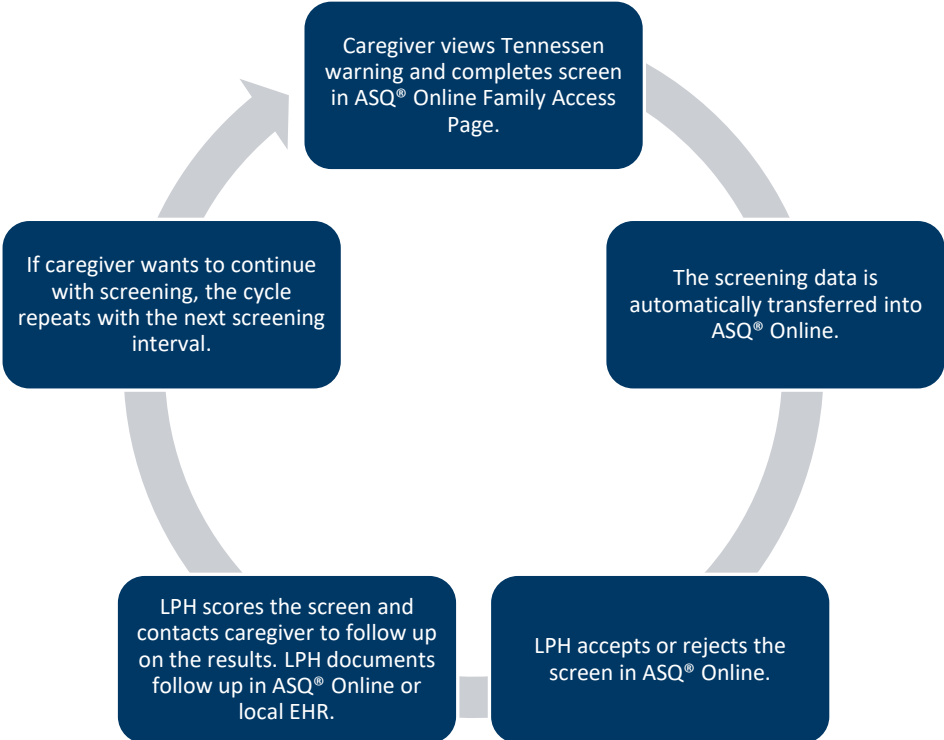 Caregiver views Tennessen
warning and completes screen
in ASQ® Online Family Access
Page.
The screening data is
automatically transferred into
ASQ® Online.
LPH accepts or rejects the
screen in ASQ® Online.
LPH scores the screen and
contacts caregiver to follow up
on the results. LPH documents
follow up in ASQ® Online or
local EHR.
If caregiver wants to continue
with screening, the cycle
repeats with the next screening
interval.